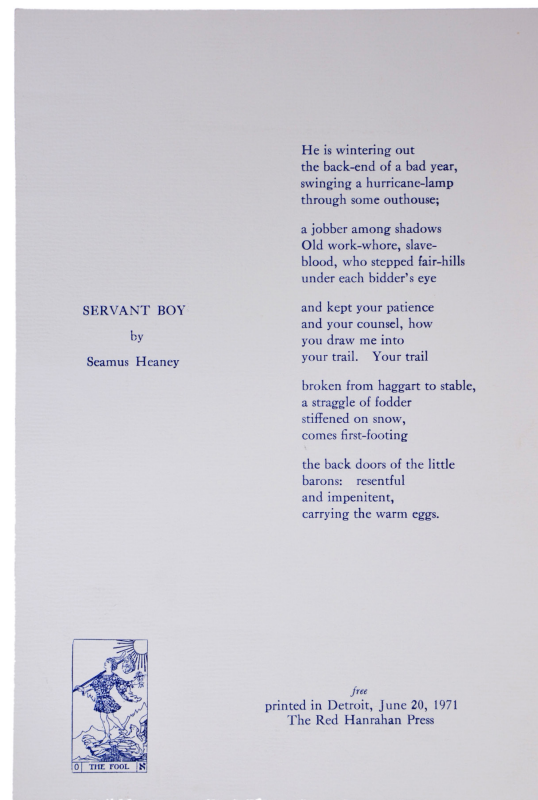 SERVANT BOY
by
Seamus Heaney
He is wintering out
the back-end of a bad year,
swinging a hurricane-lamp
through some outhouse;
a jobber among shadows
Old work-whore, slave-
blood, who stepped fair-hills
under each bidder's eye
and kept your patience
and your counsel, how
you draw me into
your trail. Your trail
broken from haggart to stable,
a straggle of fodder
stiffened on snow,
comes first-footing
the back doors of the little
barons: resentful
and impenitent,
carrying the warm eggs.
0 THE FOOL א
free
printed in Detroit, June 20, 1971
The Red Hanrahan Press